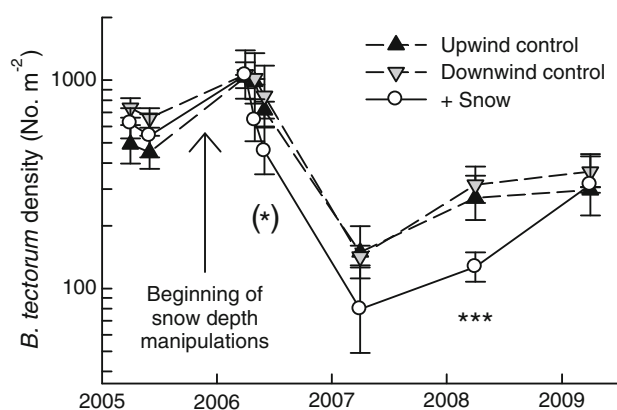 B. tectorum density (No. m⁻²)
1000
100
Upwind control
Downwind control
+ Snow
(*)
Beginning of
snow depth
manipulations
***
2005 2006 2007 2008 2009